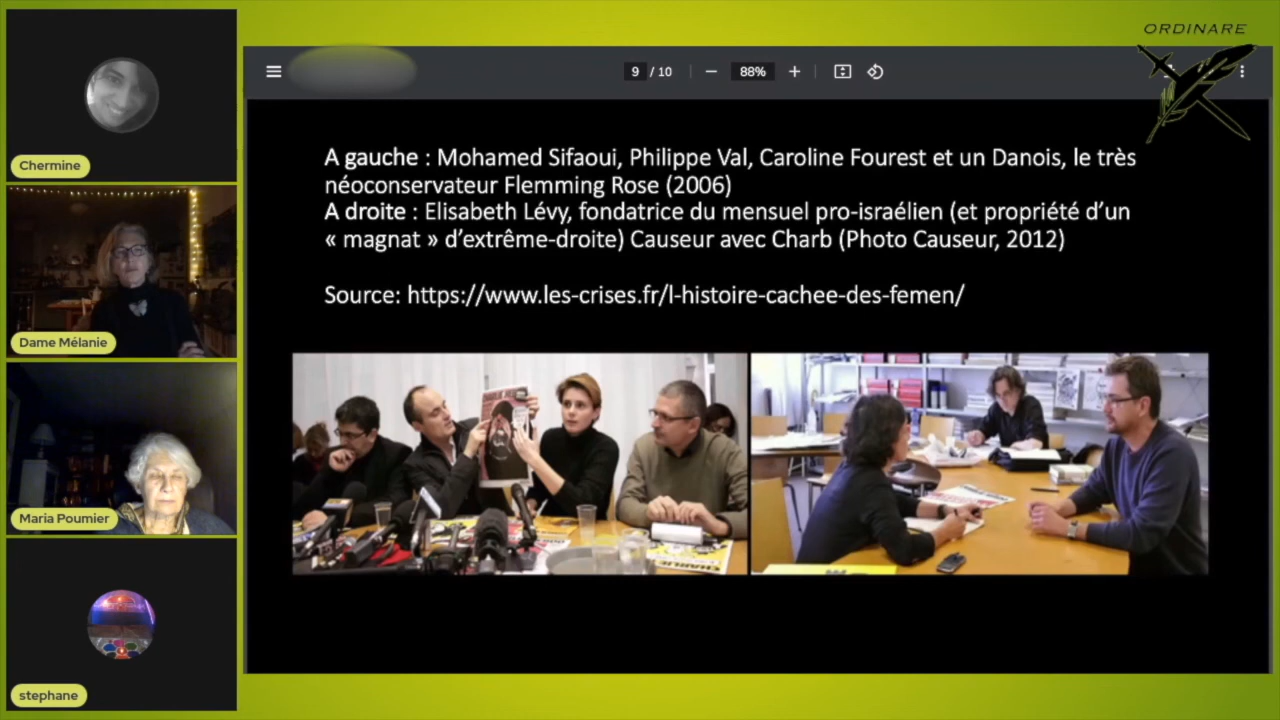 ORDINARE
9 / 10
88%
Chermine
A gauche : Mohamed Sifaoui, Philippe Val, Caroline Fourest et un Danois, le très
néoconservateur Flemming Rose (2006)
A droite : Elisabeth Lévy, fondatrice du mensuel pro-israélien (et propriété d’un
« magnat » d’extrême-droite) Causeur avec Charb (Photo Causeur, 2012)
Source: https://www.les-crises.fr/l-histoire-cachee-des-femen/
Dame Mélanie
Maria Poumier
CHARLIE
stephane